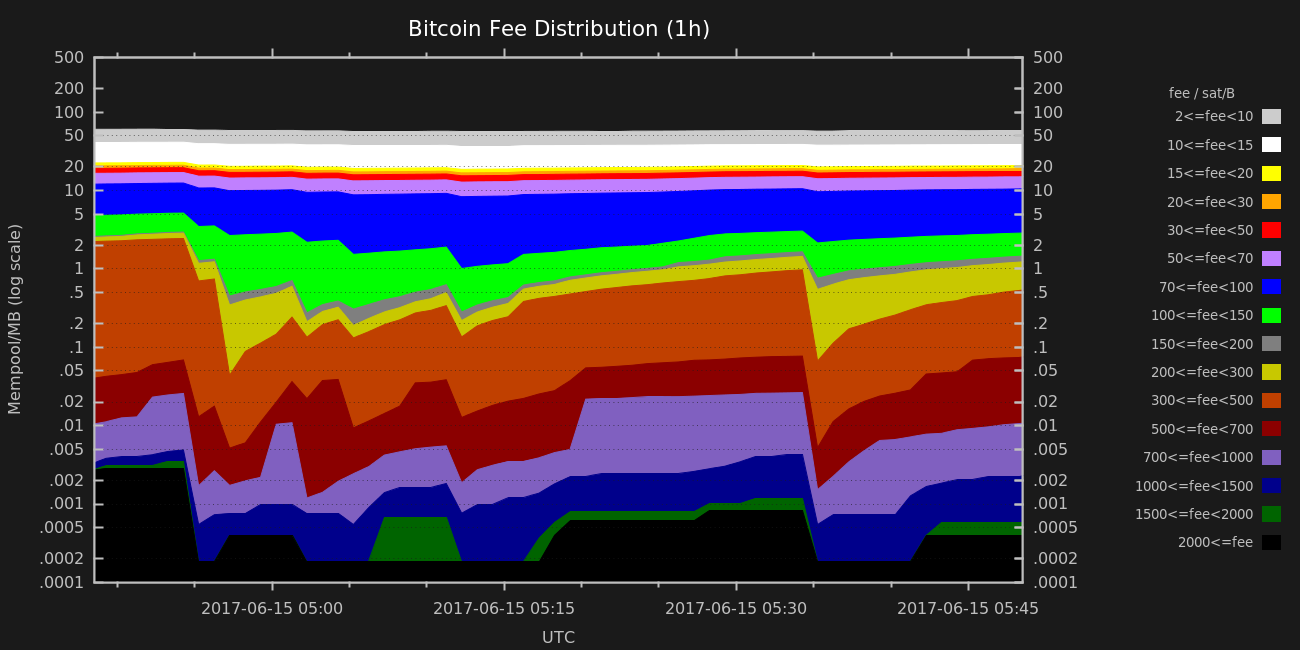 Bitcoin Fee Distribution (1h)
Mempool/MB (log scale)
500
200
100
50
20
10
5
2
1
.5
.2
.1
.05
.02
.01
.005
.002
.001
.0005
.0002
.0001
500
200
100
50
20
10
5
2
1
.5
.2
.1
.05
.02
.01
.005
.002
.001
.0005
.0002
.0001
2017-06-15 05:00
2017-06-15 05:15
2017-06-15 05:30
2017-06-15 05:45
UTC
fee / sat/B
2<=fee<10
10<=fee<15
15<=fee<20
20<=fee<30
30<=fee<50
50<=fee<70
70<=fee<100
100<=fee<150
150<=fee<200
200<=fee<300
300<=fee<500
500<=fee<700
700<=fee<1000
1000<=fee<1500
1500<=fee<2000
2000<=fee